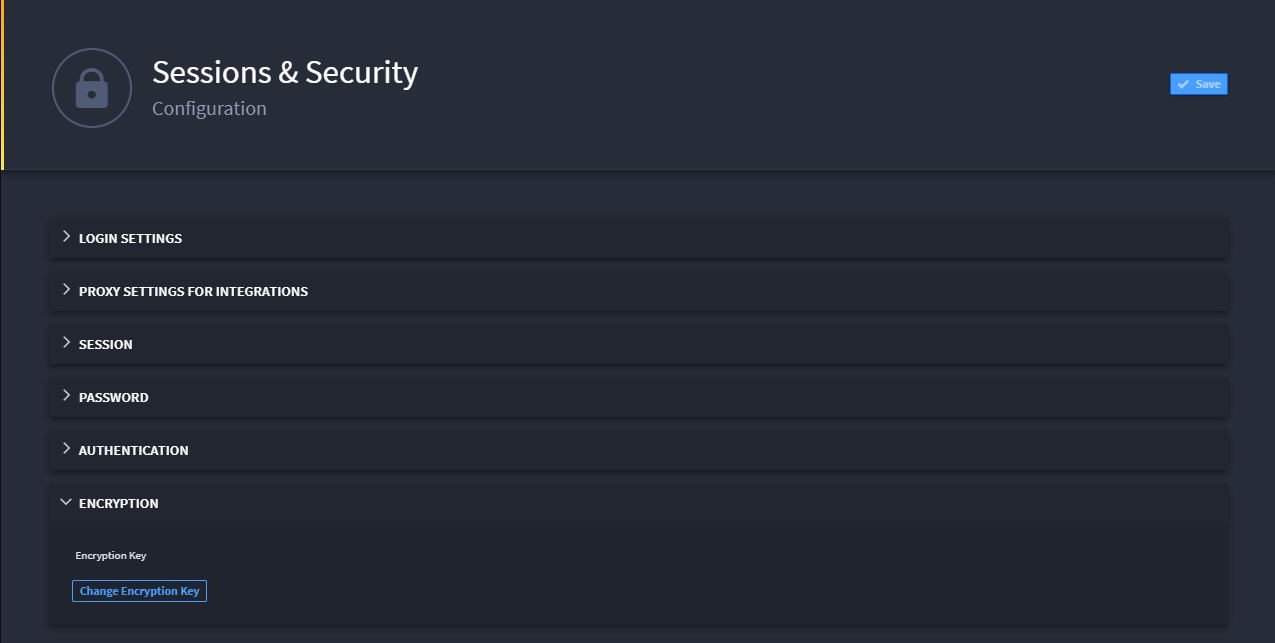 Sessions & Security
Configuration
Save
LOGIN SETTINGS
PROXY SETTINGS FOR INTEGRATIONS
SESSION
PASSWORD
AUTHENTICATION
ENCRYPTION
Encryption Key
Change Encryption Key